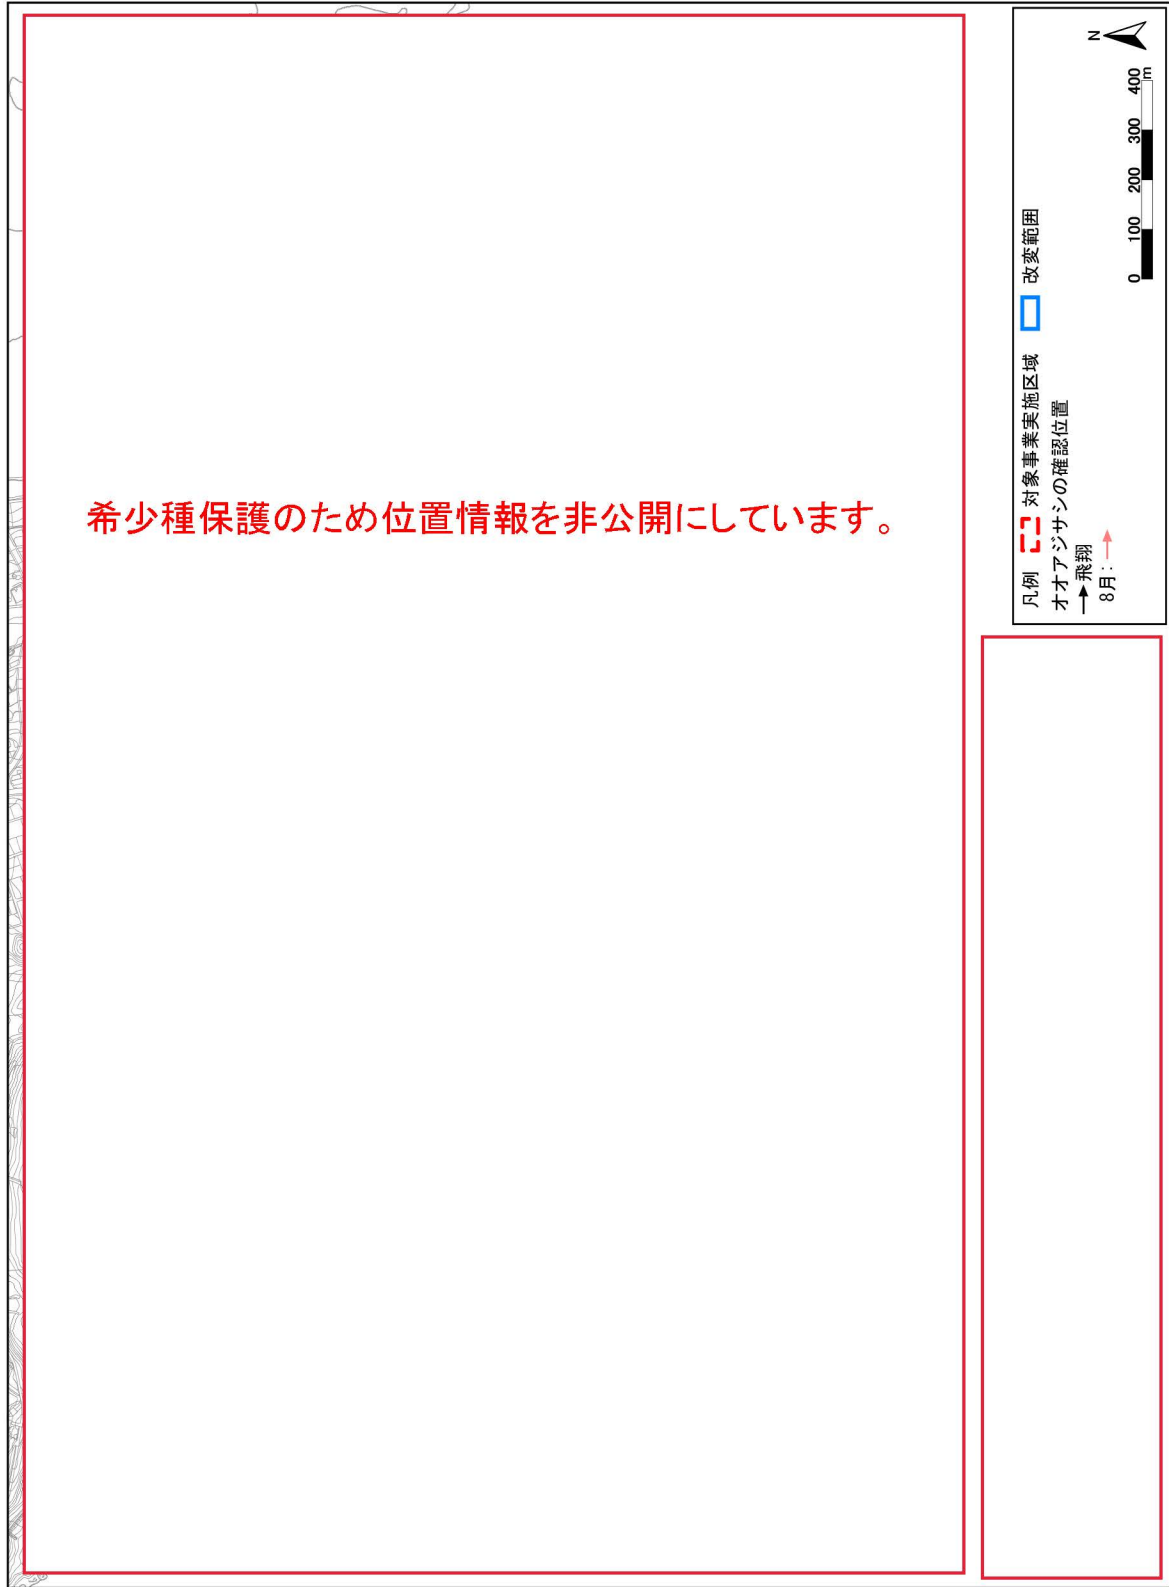 希少種保護のため位置情報を非公開にしています。
凡例 対象事業実施区域 改変範囲
オオアジサシの確認位置
飛翔
8月：
N
0 100 200 300 400
m